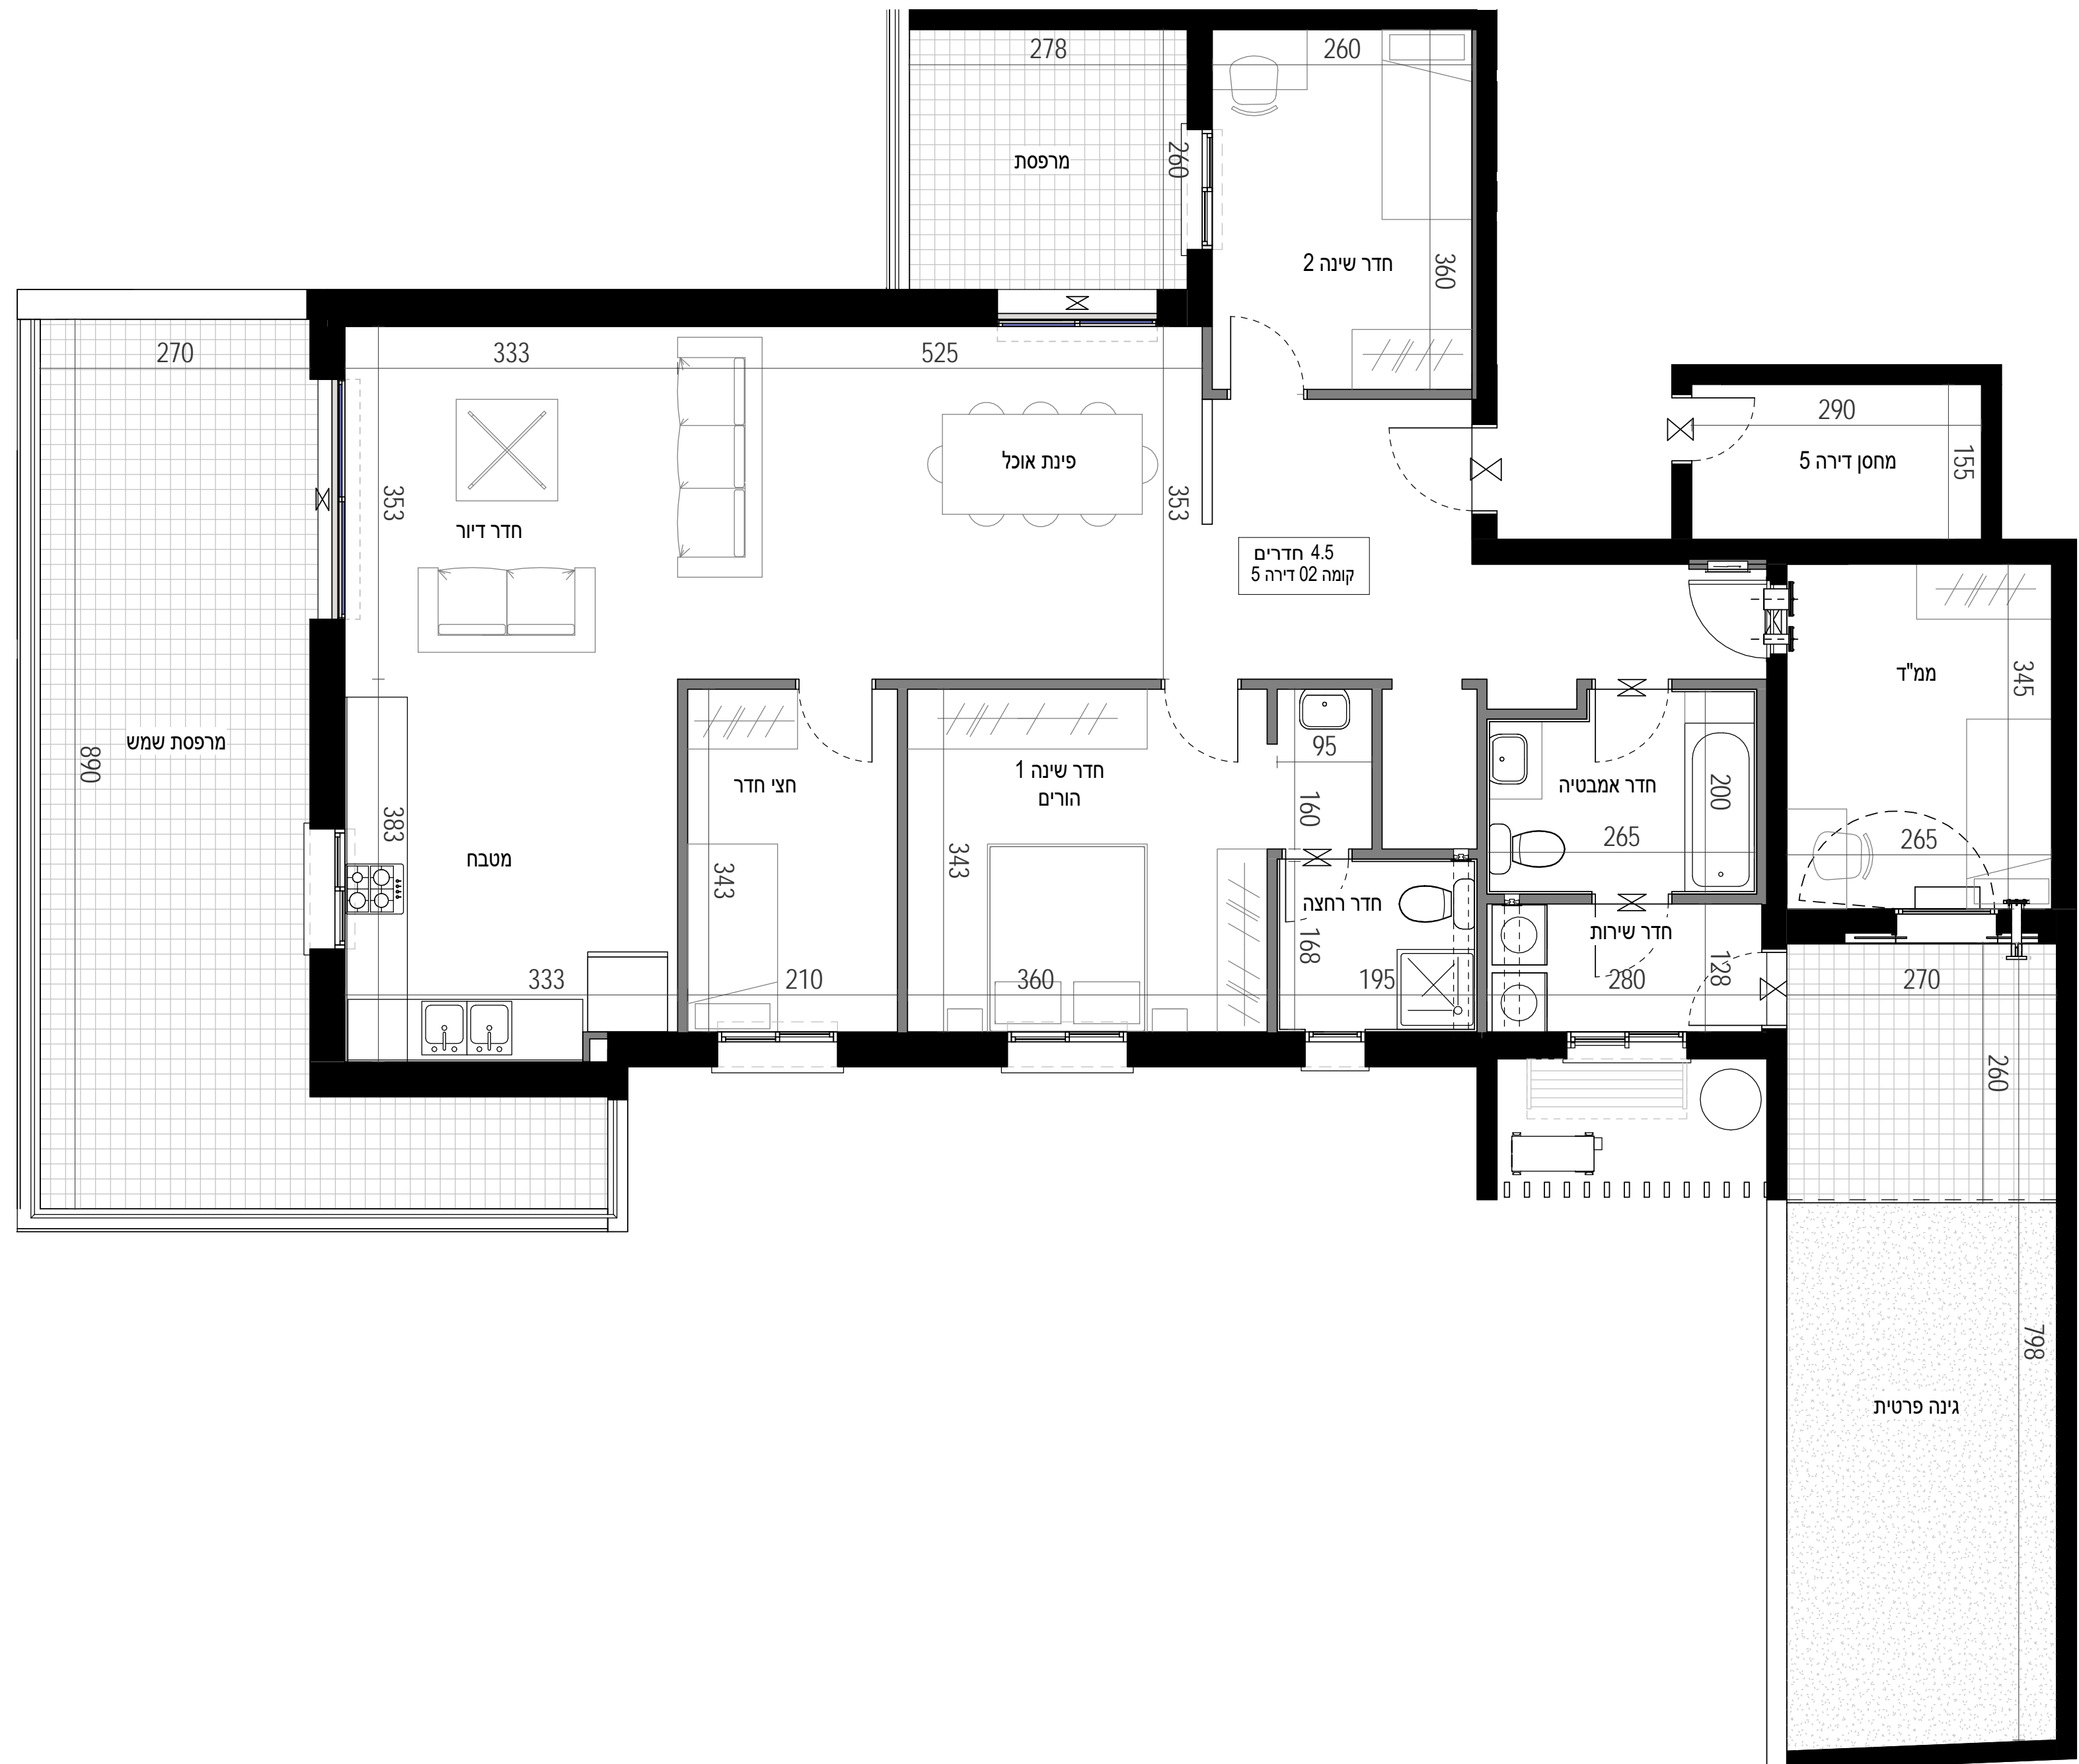 278
260
מרפסת
260
חדר שינה 2
360
270
333
525
290
מחסן דירה 5
155
פינת אוכל
353
353
חדר דיור
4.5 חדרים
קומה 02 דירה 5
ממ"ד
345
מרפסת שמש
890
95
חדר שינה 1
הורים
חצי חדר
חדר אמבטיה
200
160
383
מטבח
265
265
343
343
חדר רחצה
168
חדר שירות
128
333
210
360
195
280
270
260
798
גינה פרטית